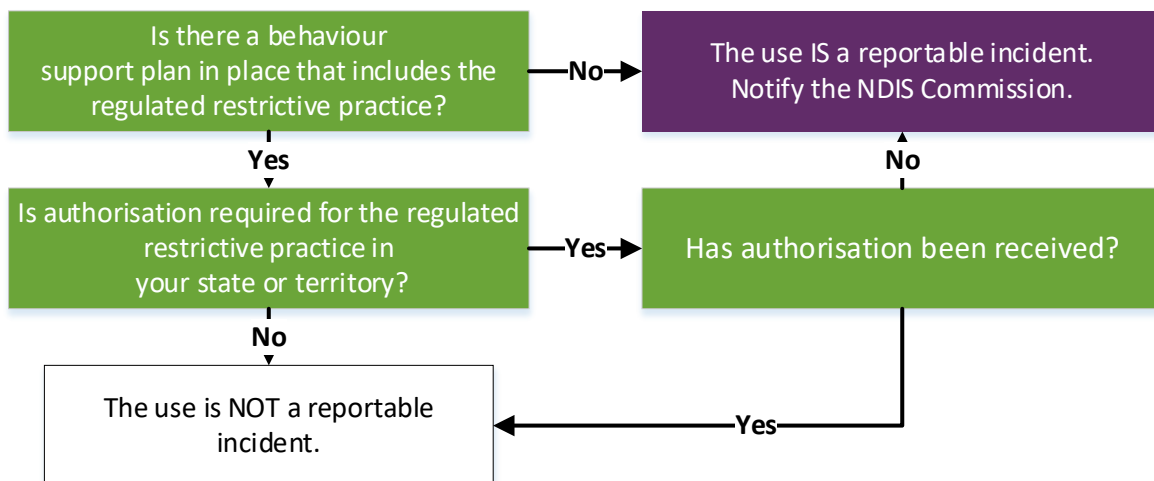 Is there a behaviour
support plan in place that includes the
regulated restrictive practice?
No
The use IS a reportable incident.
Notify the NDIS Commission.
Yes
No
Is authorisation required for the regulated
restrictive practice in
your state or territory?
Yes
Has authorisation been received?
No
The use is NOT a reportable
incident.
Yes